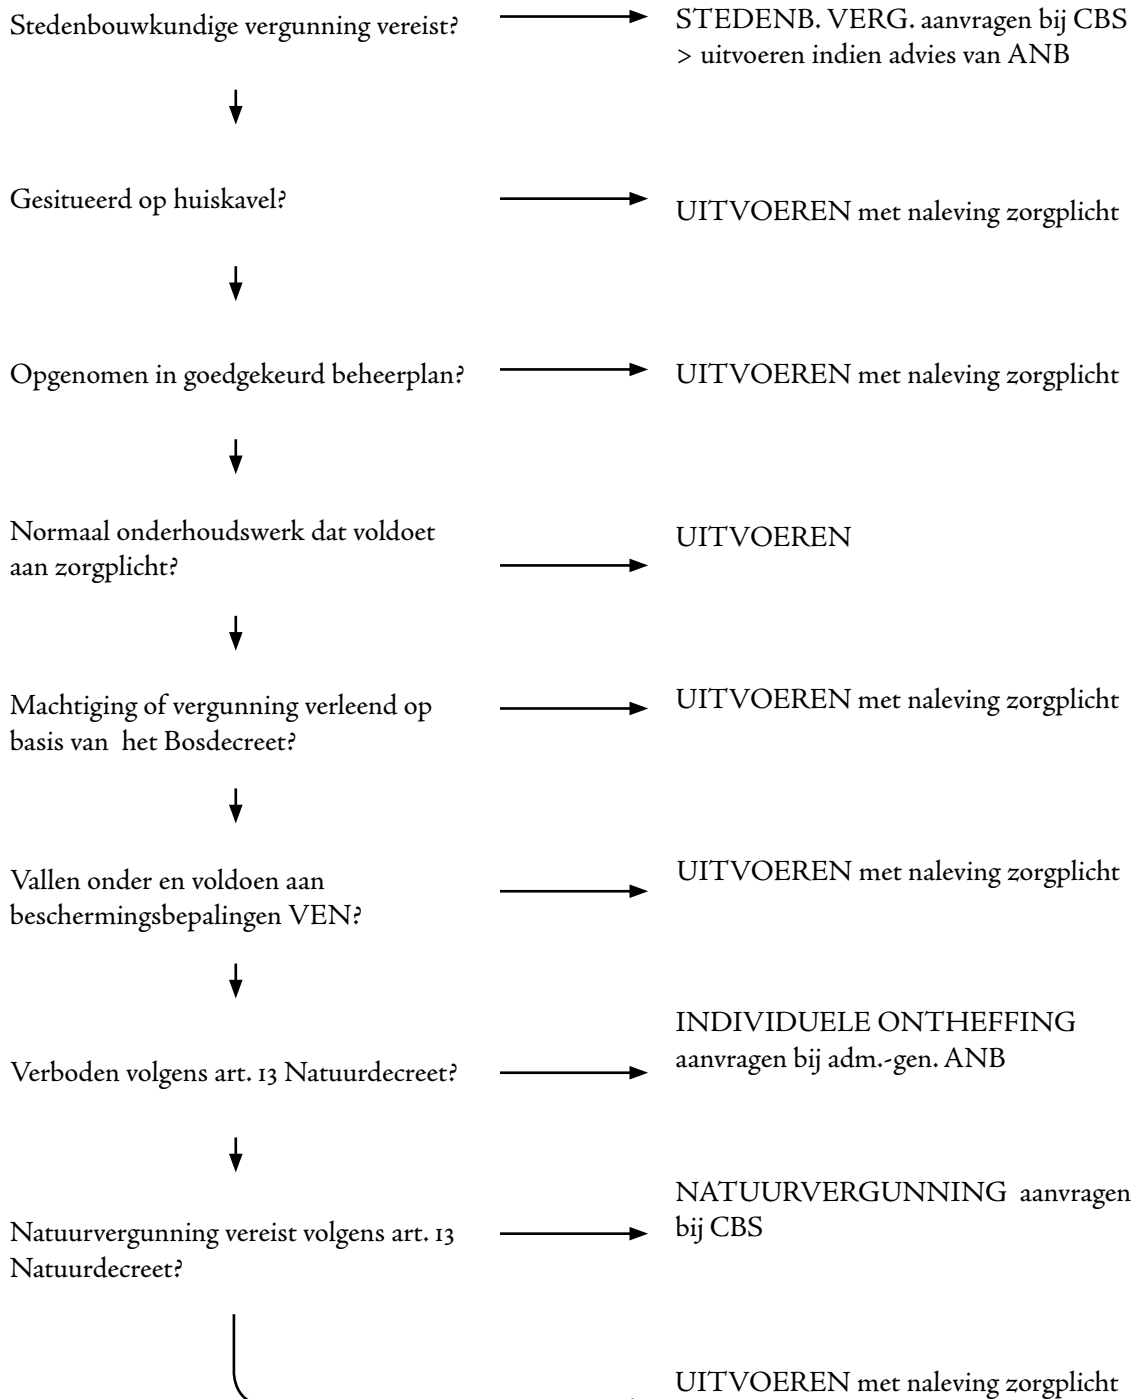 Stedenbouwkundige vergunning vereist?
STEDENB. VERG. aanvragen bij CBS
> uitvoeren indien advies van ANB
Gesitueerd op huiskavel?
UITVOEREN met naleving zorgplicht
Opgenomen in goedgekeurd beheerplan?
UITVOEREN met naleving zorgplicht
Normaal onderhoudswerk dat voldoet
aan zorgplicht?
UITVOEREN
Machtiging of vergunning verleend op
basis van het Bosdecreet?
UITVOEREN met naleving zorgplicht
Vallen onder en voldoen aan
beschermingsbepalingen VEN?
UITVOEREN met naleving zorgplicht
Verboden volgens art. 13 Natuurdecreet?
INDIVIDUELE ONTHEFFING
aanvragen bij adm.-gen. ANB
Natuurvergunning vereist volgens art. 13
Natuurdecreet?
NATUURVERGUNNING aanvragen
bij CBS
UITVOEREN met naleving zorgplicht